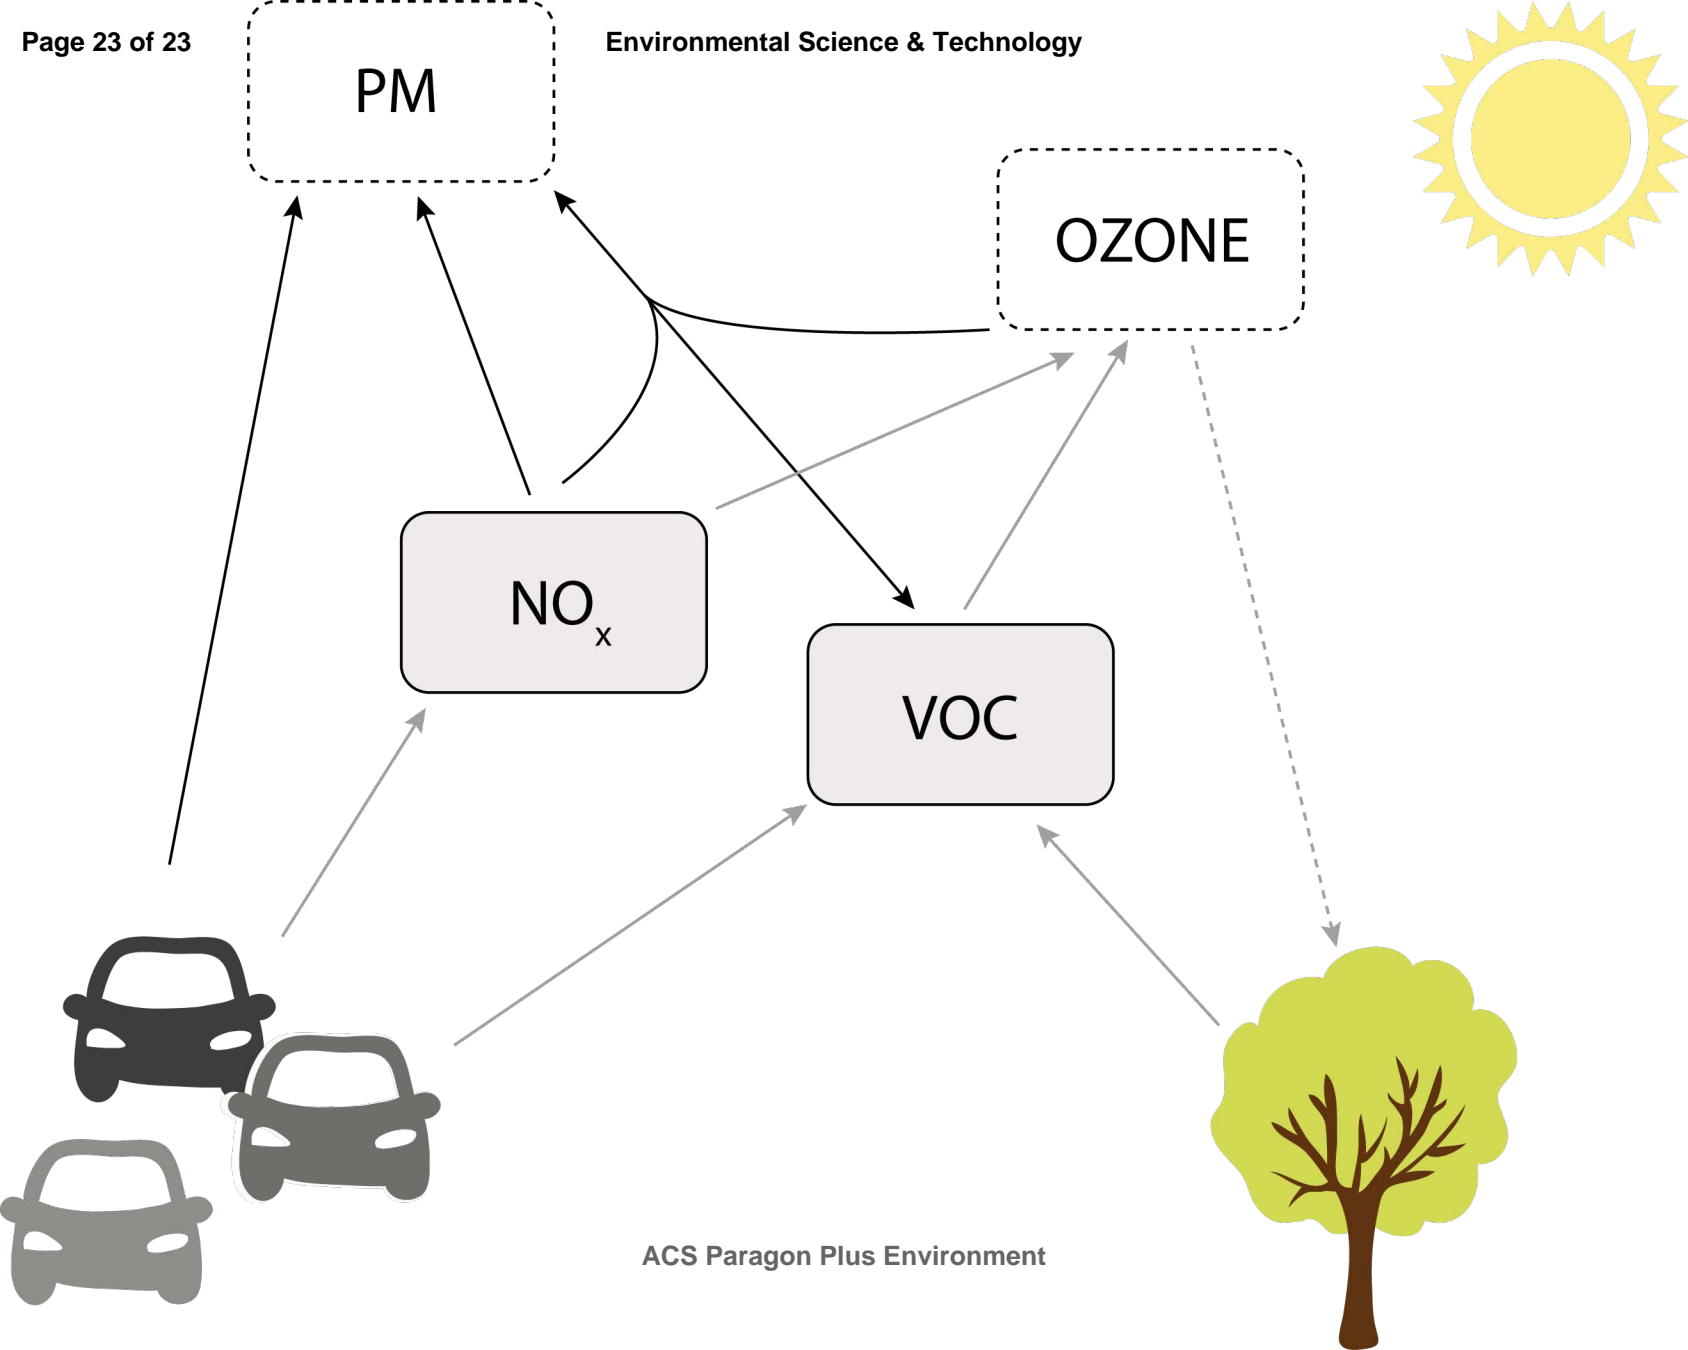 Page 23 of 23
Environmental Science & Technology
PM
OZONE
NOx
VOC
ACS Paragon Plus Environment